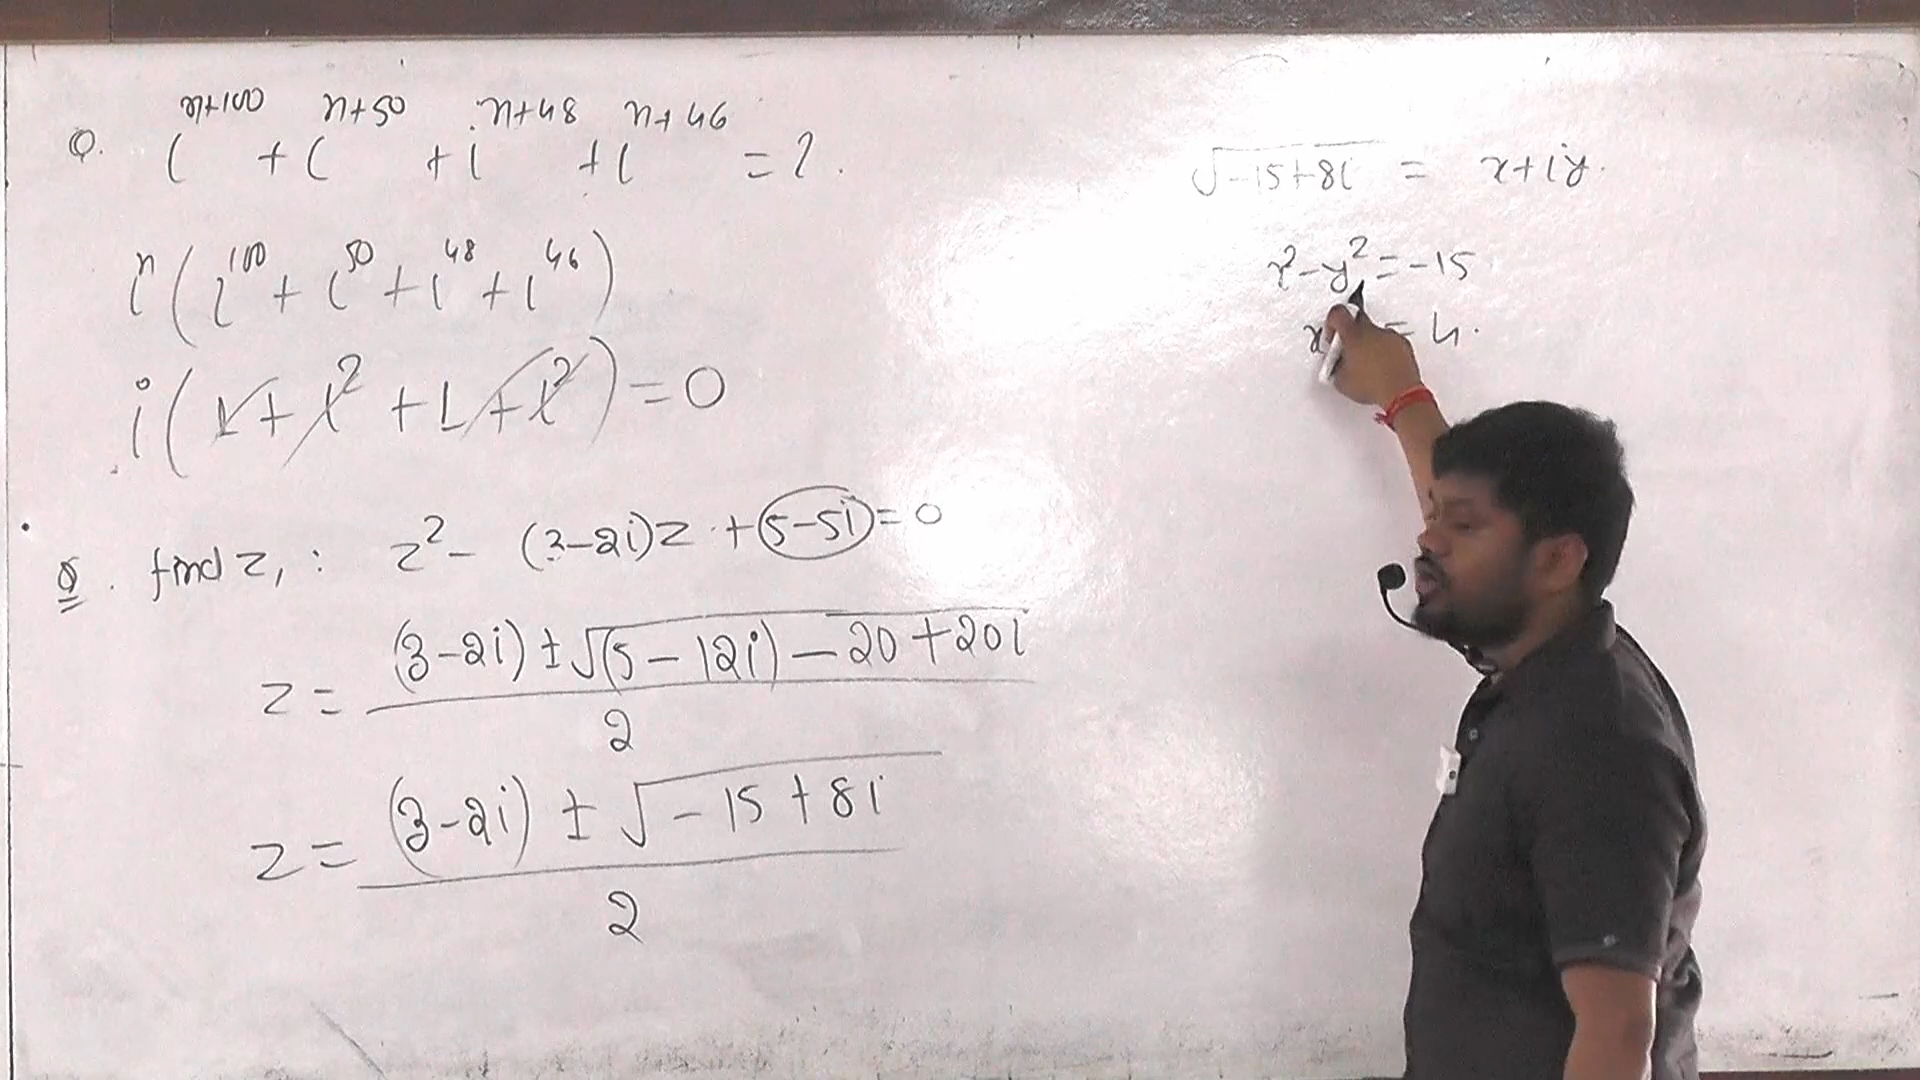 Q. i^(n+100) + i^(n+50) + i^(n+48) + i^(n+46) = ?.
i^n (i^100 + i^50 + i^48 + i^46)
i^n (1 + i^2 + 1 + i^2) = 0
Q. find z, : z^2 - (3-2i)z + (5-5i) = 0
z = ((3-2i) ± √((5-12i) - 20 + 20i)) / 2
z = ((3-2i) ± √(-15+8i)) / 2
√(-15+8i) = x+iy.
x^2 - y^2 = -15
x = 4.